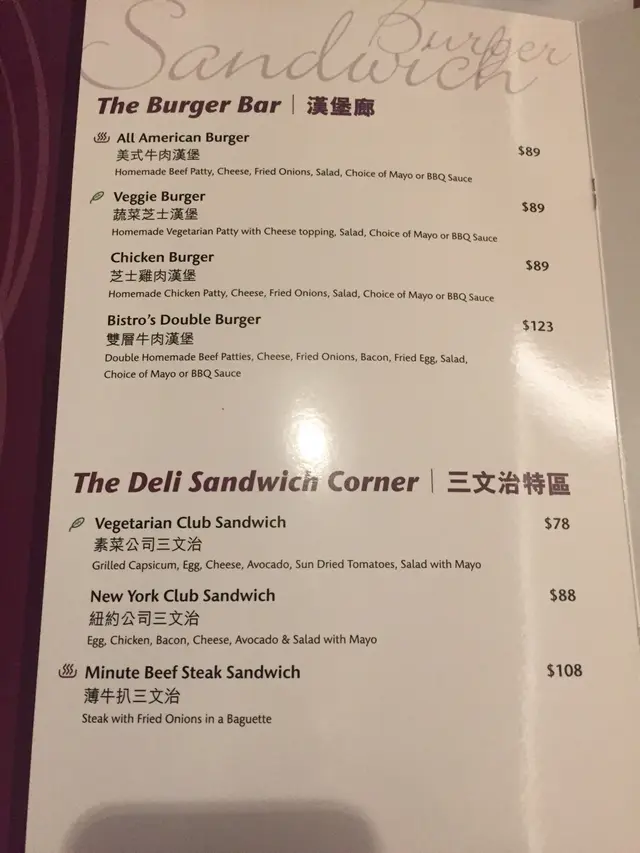 Burger
Sandwich
The Burger Bar | 漢堡廊
All American Burger
$89
美式牛肉漢堡
Homemade Beef Patty, Cheese, Fried Onions, Salad, Choice of Mayo or BBQ Sauce
Veggie Burger
$89
蔬菜芝士漢堡
Homemade Vegetarian Patty with Cheese topping, Salad, Choice of Mayo or BBQ Sauce
Chicken Burger
$89
芝士雞肉漢堡
Homemade Chicken Patty, Cheese, Fried Onions, Salad, Choice of Mayo or BBQ Sauce
Bistro's Double Burger
$123
雙層牛肉漢堡
Double Homemade Beef Patties, Cheese, Fried Onions, Bacon, Fried Egg, Salad,
Choice of Mayo or BBQ Sauce
The Deli Sandwich Corner | 三文治特區
Vegetarian Club Sandwich
$78
素菜公司三文治
Grilled Capsicum, Egg, Cheese, Avocado, Sun Dried Tomatoes, Salad with Mayo
New York Club Sandwich
$88
紐約公司三文治
Egg, Chicken, Bacon, Cheese, Avocado & Salad with Mayo
Minute Beef Steak Sandwich
$108
薄牛扒三文治
Steak with Fried Onions in a Baguette